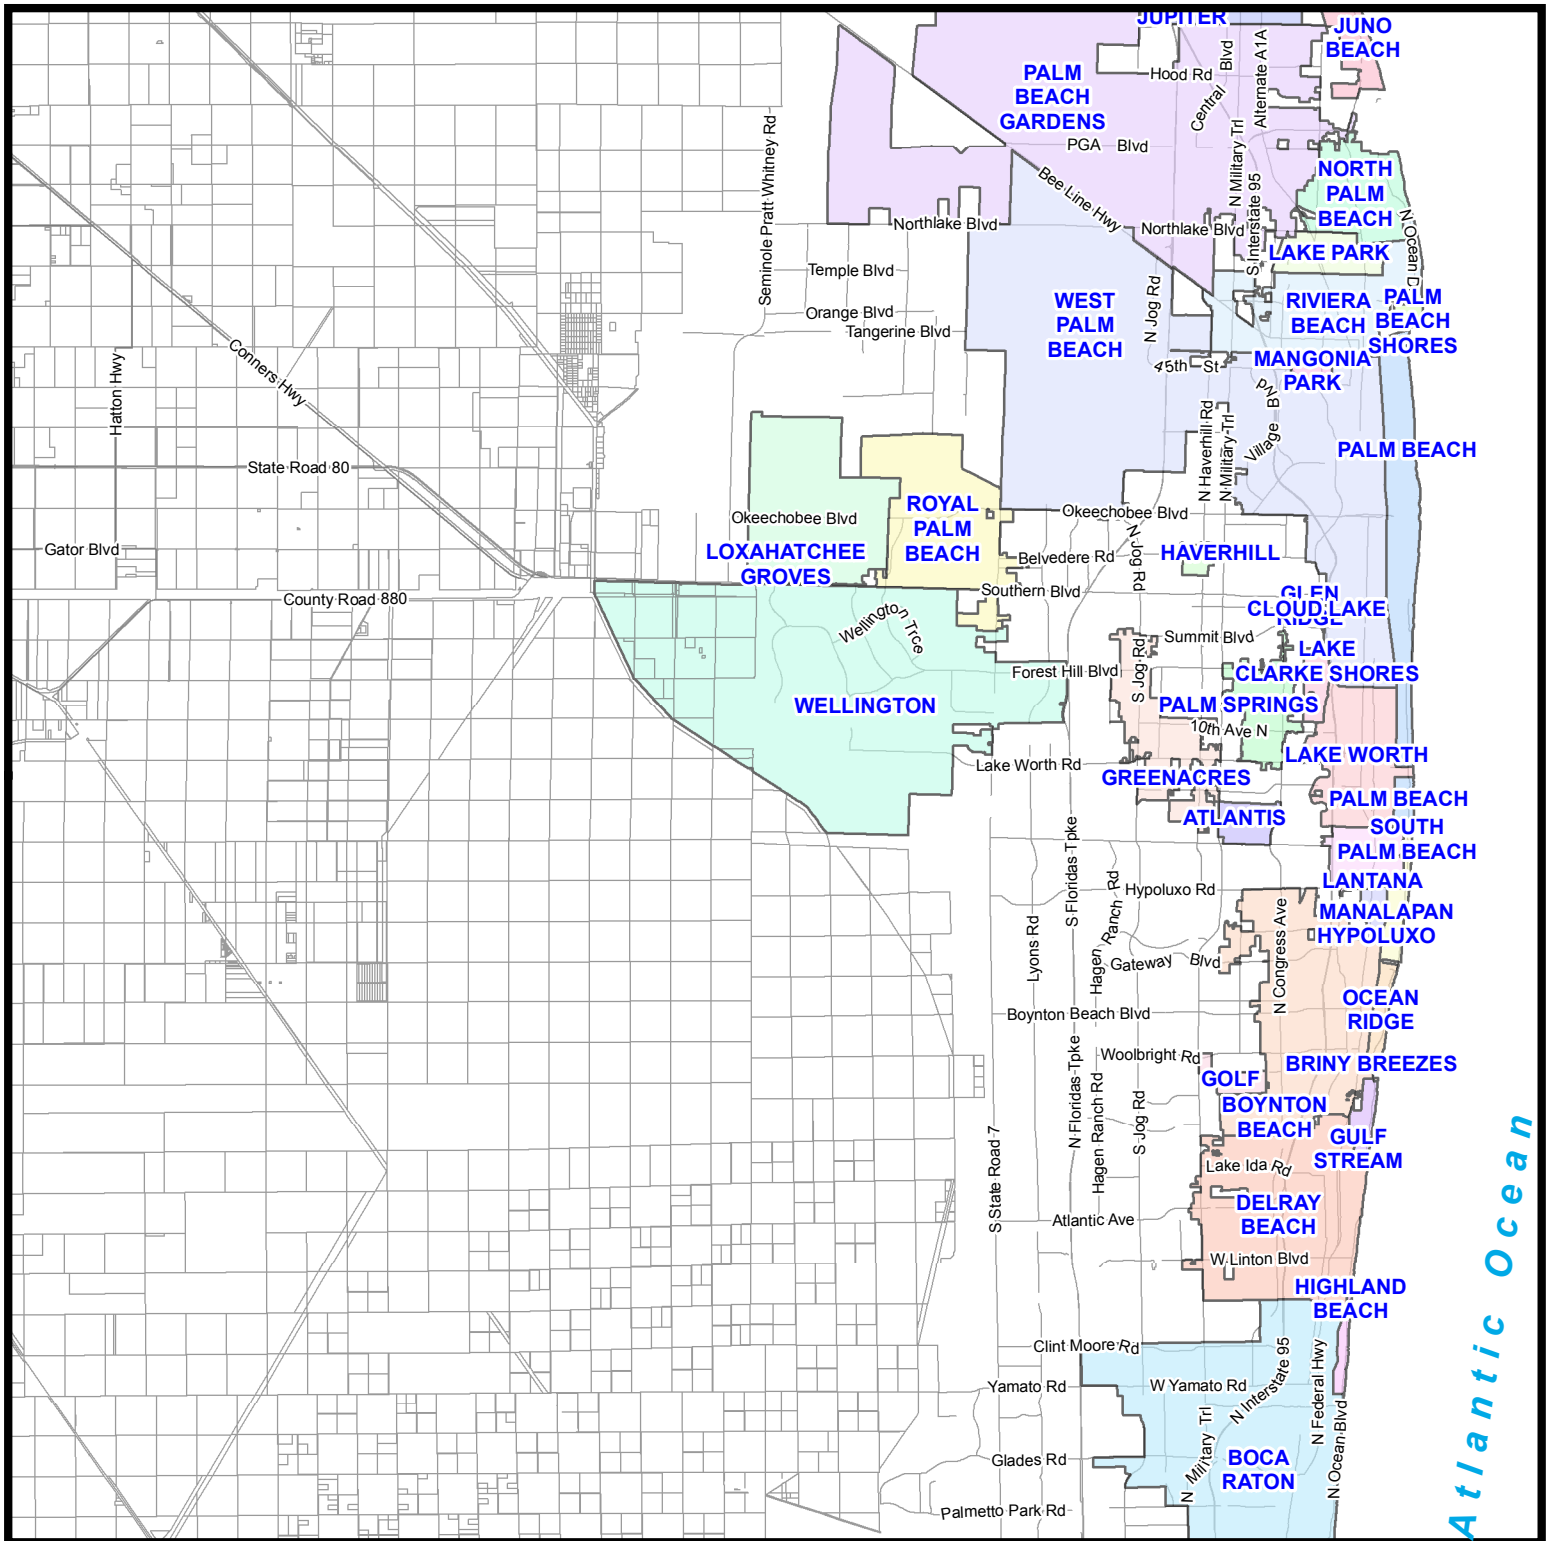 JUPITER
JUNO
BEACH
Hood Rd
Central Blvd
Alternate A1A
PALM
BEACH
GARDENS
PGA Blvd
N Military Trl
Seminole Pratt Whitney Rd
Bee Line Hwy
NORTH
PALM
BEACH
N Ocean D
Northlake Blvd
Northlake Blvd
S Interstate 95
LAKE PARK
Temple Blvd
Orange Blvd
Tangerine Blvd
WEST
PALM
BEACH
N Jog Rd
RIVIERA
BEACH
PALM
BEACH
SHORES
45th St
MANGONIA
PARK
Village Blvd
Hatton Hwy
Conners Hwy
N Haverhill Rd
N Military Trl
PALM BEACH
State Road 80
ROYAL
PALM
BEACH
Okeechobee Blvd
Okeechobee Blvd
Gator Blvd
LOXAHATCHEE
GROVES
Belvedere Rd
N Jog Rd
HAVERHILL
County Road 880
Southern Blvd
GLEN
RIDGE
CLOUD LAKE
Wellington Trce
Summit Blvd
LAKE
CLARKE SHORES
Forest Hill Blvd
S Jog Rd
WELLINGTON
PALM SPRINGS
10th Ave N
LAKE WORTH
Lake Worth Rd
GREENACRES
PALM BEACH
ATLANTIS
SOUTH
PALM BEACH
S Floridas Tpke
LANTANA
Hypoluxo Rd
Hagen Ranch Rd
MANALAPAN
HYPOLUXO
Lyons Rd
Gateway Blvd
N Congress Ave
OCEAN
RIDGE
Boynton Beach Blvd
Woolbright Rd
BRINY BREEZES
N Floridas Tpke
Hagen Ranch Rd
S Jog Rd
GOLF
BOYNTON
BEACH
GULF
STREAM
S State Road 7
Lake Ida Rd
DELRAY
BEACH
Atlantic Ave
W Linton Blvd
HIGHLAND
BEACH
Clint Moore Rd
Yamato Rd
W Yamato Rd
N Interstate 95
N Federal Hwy
N Ocean Blvd
N Military Trl
Glades Rd
BOCA
RATON
Palmetto Park Rd
Atlantic Ocean